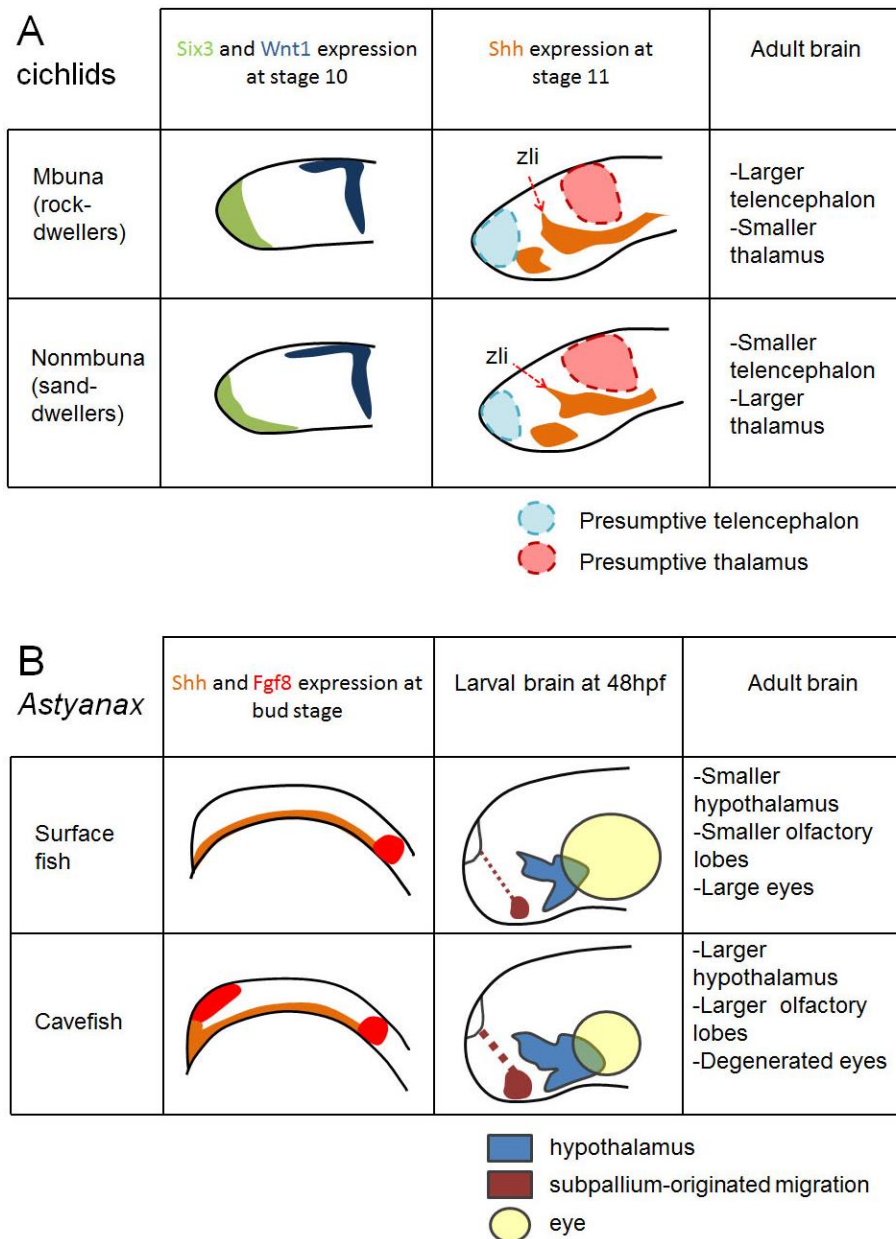 A
cichlids
Six3 and Wnt1 expression
at stage 10
Shh expression at
stage 11
Adult brain
Mbuna
(rock-
dwellers)
zli
-Larger
telencephalon
-Smaller
thalamus
Nonmbuna
(sand-
dwellers)
zli
-Smaller
telencephalon
-Larger
thalamus
Presumptive telencephalon
Presumptive thalamus
B
Astyanax
Shh and Fgf8 expression at
bud stage
Larval brain at 48hpf
Adult brain
Surface
fish
-Smaller
hypothalamus
-Smaller olfactory
lobes
-Large eyes
Cavefish
-Larger
hypothalamus
-Larger olfactory
lobes
-Degenerated eyes
hypothalamus
subpallium-originated migration
eye